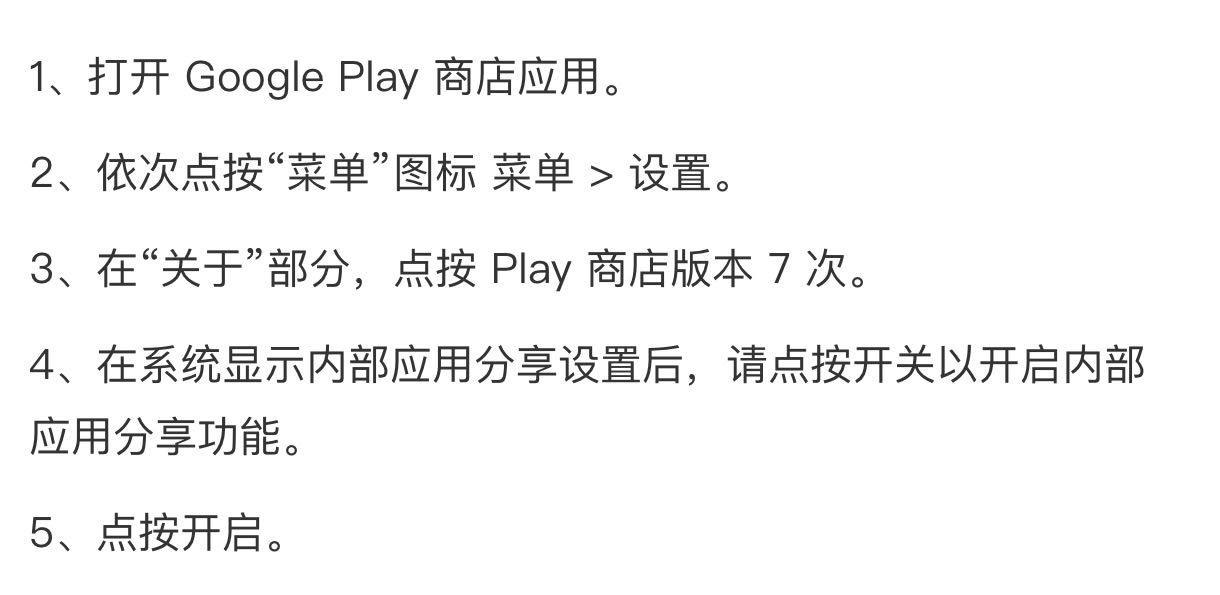 1、打开 Google Play 商店应用。
2、依次点按“菜单”图标 菜单 > 设置。
3、在“关于”部分，点按 Play 商店版本 7 次。
4、在系统显示内部应用分享设置后，请点按开关以开启内部
应用分享功能。
5、点按开启。